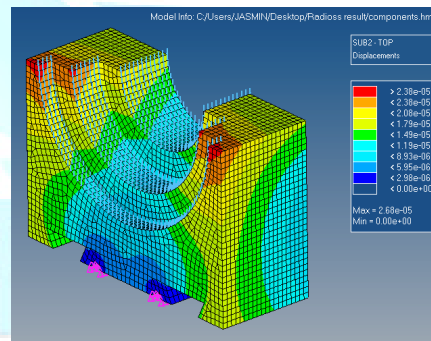 Model Info: C:/Users/JASMIN/Desktop/Radioss result/components.hm
SUB2 - TOP
Displacements
> 2.38e-05
< 2.38e-05
< 2.08e-05
< 1.79e-05
< 1.49e-05
< 1.19e-05
< 8.93e-06
< 5.95e-06
< 2.98e-06
< 0.00e+00
Max = 2.68e-05
Min = 0.00e+00